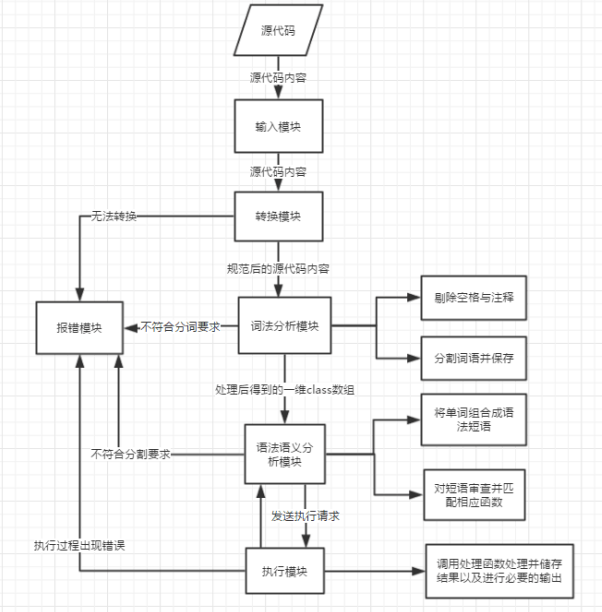 源代码
源代码内容
输入模块
源代码内容
转换模块
无法转换
规范后的源代码内容
剔除空格与注释
报错模块
不符合分词要求
词法分析模块
分割词语并保存
处理后得到的一维class数组
将单词组合成语
法短语
不符合分割要求
语法语义分
析模块
对短语审查并匹
配相应函数
发送执行请求
执行过程出现错误
执行模块
调用处理函数处理并储存
结果以及进行必要的输出